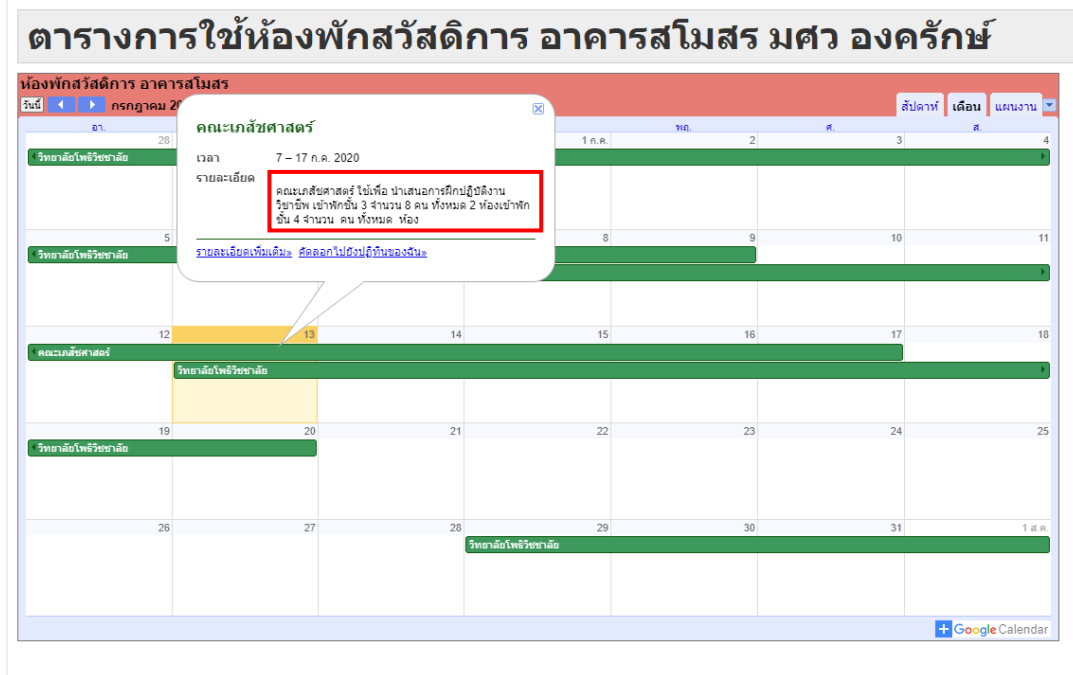 ตารางการใช้ห้องพักสวัสดิการ อาคารสโมสร มศว องครักษ์
ห้องพักสวัสดิการ อาคารสโมสร
วันนี้ กรกฎาคม
สัปดาห์ เดือน แผนงาน
อา. พฤ. ศ. ส.
28 1 ก.ค. 2 3 4
วิทยาลัยโพธิวิชชาลัย
คณะเภสัชศาสตร์
เวลา 7 – 17 ก.ค. 2020
รายละเอียด
คณะเภสัชศาสตร์ ใช้เพื่อ นำเสนอการฝึกปฏิบัติงาน
วิชาชีพ เข้าพักชั้น 3 จำนวน 8 คน ทั้งหมด 2 ห้องเข้าพัก
ชั้น 4 จำนวน คน ทั้งหมด ห้อง
รายละเอียดเพิ่มเติม» คัดลอกไปยังปฏิทินของฉัน»
5 8 9 10 11
วิทยาลัยโพธิวิชชาลัย
12 13 14 15 16 17 18
คณะเภสัชศาสตร์
วิทยาลัยโพธิวิชชาลัย
19 20 21 22 23 24 25
วิทยาลัยโพธิวิชชาลัย
26 27 28 29 30 31 1 ส.ค.
วิทยาลัยโพธิวิชชาลัย
Google Calendar